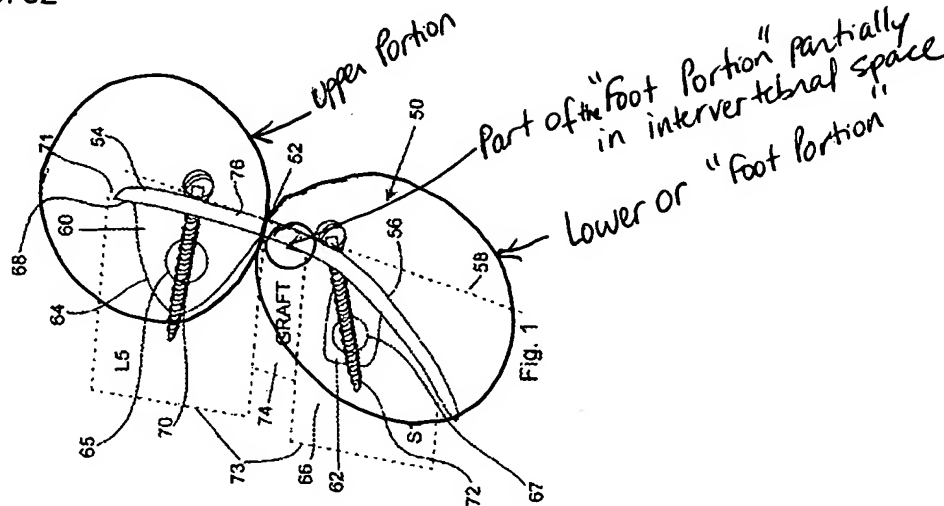 Upper Portion
Part of the "Foot Portion" partially
in intervertebral space
Lower or "Foot Portion"
71
54
76
52
50
56
58
68
60
64
65
L5
70
73
74
GRAFT
66
62
S
72
67
Fig. 1